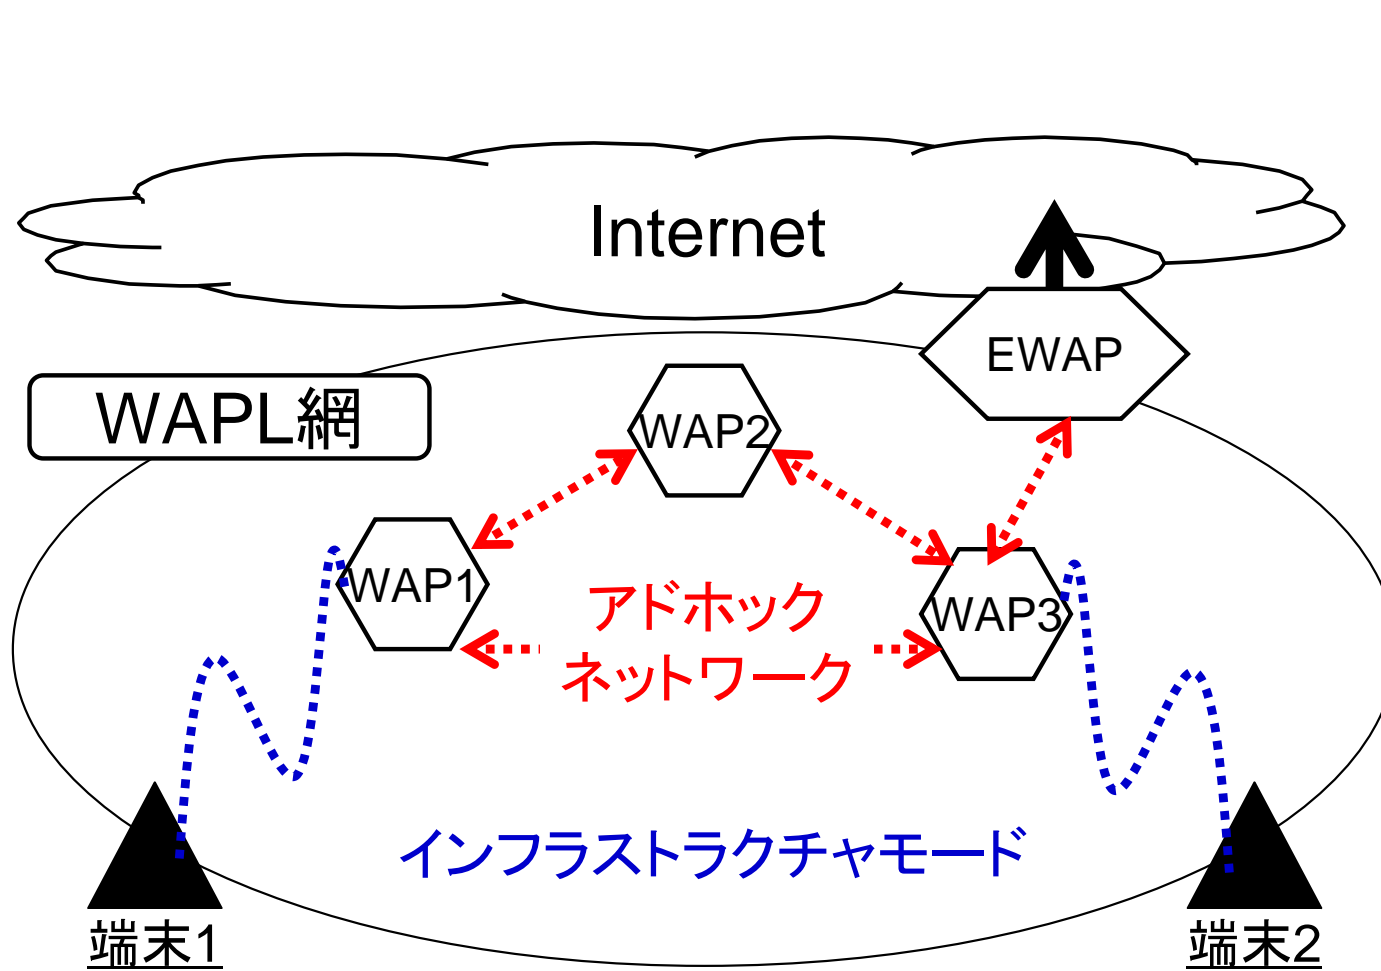 Internet
EWAP
WAPL網
WAP2
WAP1
アドホック
ネットワーク
WAP3
インフラストラクチャモード
端末1
端末2